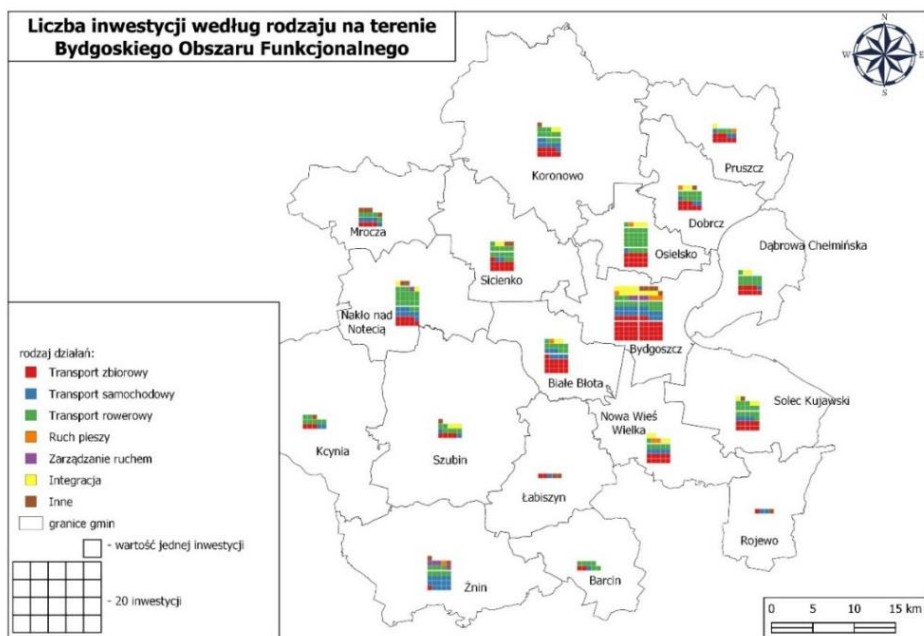 Liczba inwestycji według rodzaju na terenie
Bydgoskiego Obszaru Funkcjonalnego
N
W
E
S
Koronowo
Pruszcz
Mrocza
Dobrcz
Sicienko
Osielsko
Dąbrowa Chełmińska
Nakło nad
Notecią
Bydgoszcz
Białe Błota
Solec Kujawski
Nowa Wieś
Wielka
Kcynia
Szubin
Łabiszyn
Rojewo
Żnin
Barcin
rodzaj działań:
Transport zbiorowy
Transport samochodowy
Transport rowerowy
Ruch pieszy
Zarządzanie ruchem
Integracja
Inne
granice gmin
- wartość jednej inwestycji
- 20 inwestycji
0 5 10 15 km